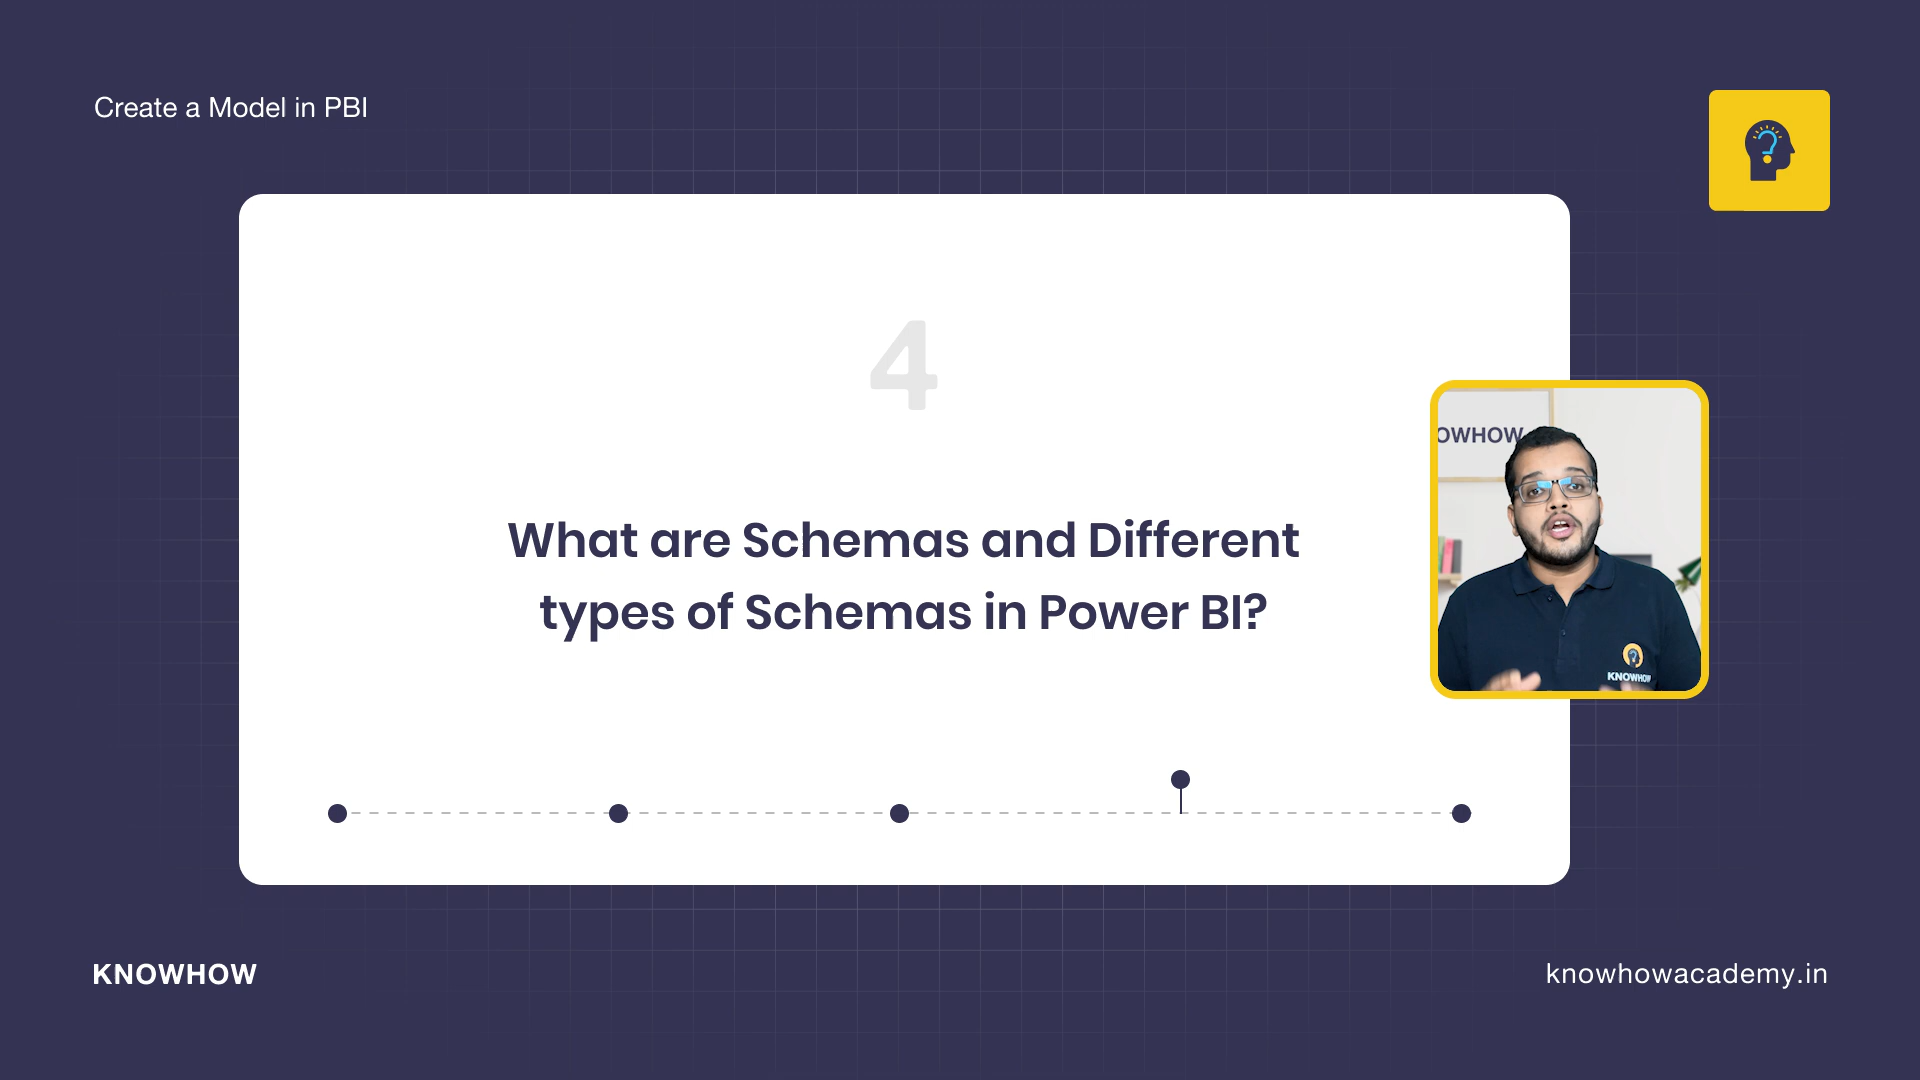 Create a Model in PBI
4
What are Schemas and Different
types of Schemas in Power BI?
OWHOW
KNOWHOW
KNOWHOW
knowhowacademy.in